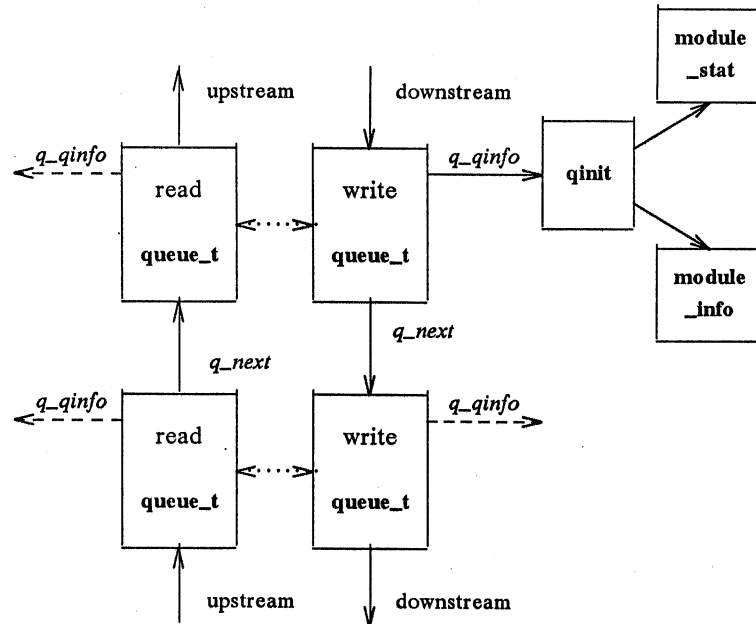 module
_stat
upstream
downstream
q_qinfo
q_qinfo
qinit
read
write
queue_t
queue_t
module
_info
q_next
q_next
q_qinfo
q_qinfo
read
write
queue_t
queue_t
upstream
downstream